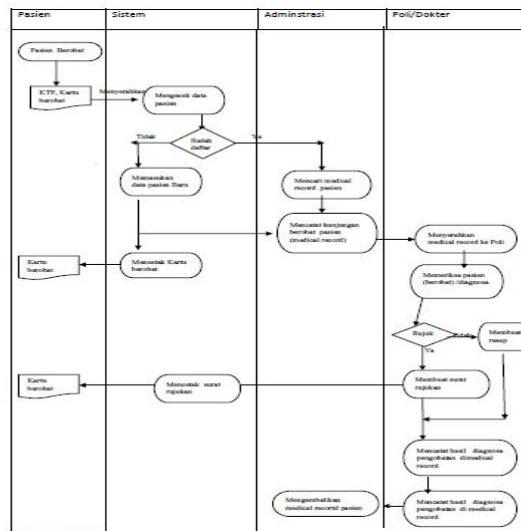 Pasien Sistem Adminstrasi Poli/Dokter
Pasien Berobat
KTP, Kartu
berobat
Menyerahkan
Mengecek data
pasien
Tidak
Sudah
daftar
Ya
Memasukan
data pasien Baru
Mencari medical
record pasien
Mencatat kunjungan
berobat pasien
(medical record)
Menyerahkan
medical record ke Poli
Kartu
berobat
Mencetak Kartu
berobat
Memeriksa pasien
(berobat) /diagnosa
Rujuk
Tidak
Membuat
resep
Ya
Kartu
berobat
Mencetak surat
rujukan
Membuat surat
rujukan
Mencatat hasil diagnosa
pengobatan dimedical
record
Mengembalikan
medical record pasien
Mencatat hasil diagnosa
pengobatan di medical
record